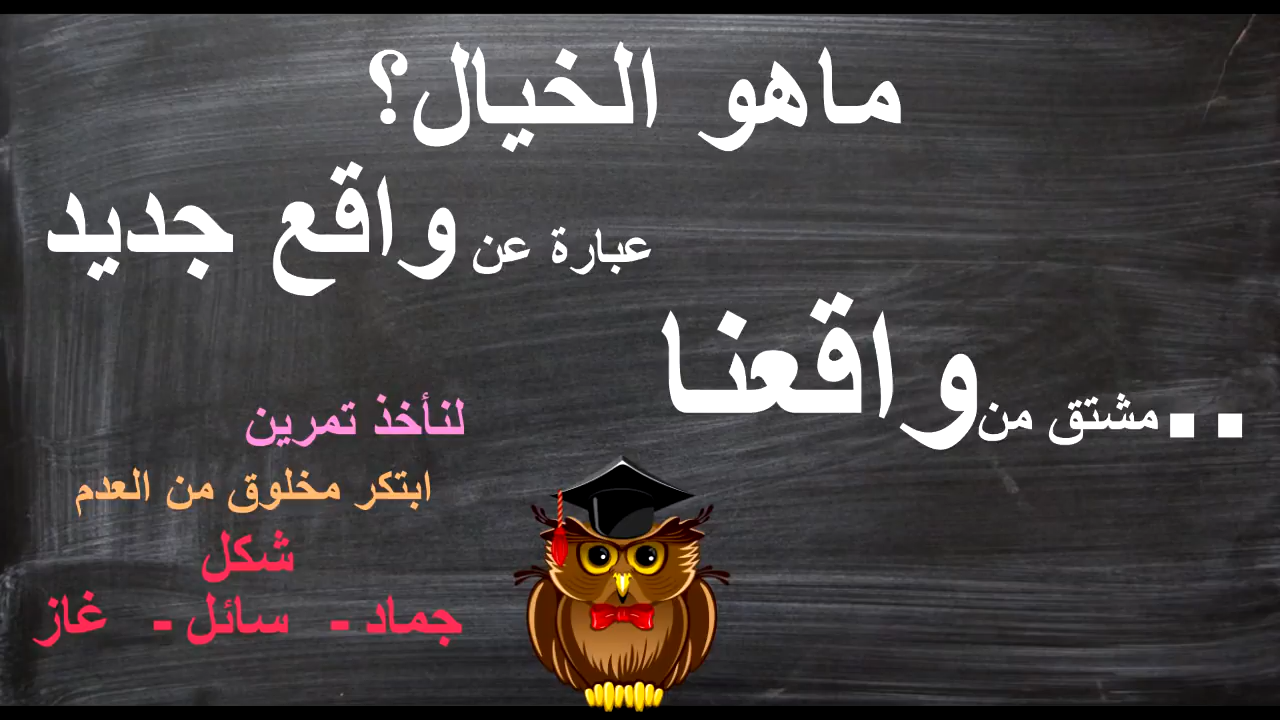 ماهو الخيال؟
عبارة عن واقع جديد
..مشتق من واقعنا
لنأخذ تمرين
ابتكر مخلوق من العدم
شكل
جماد - سائل - غاز